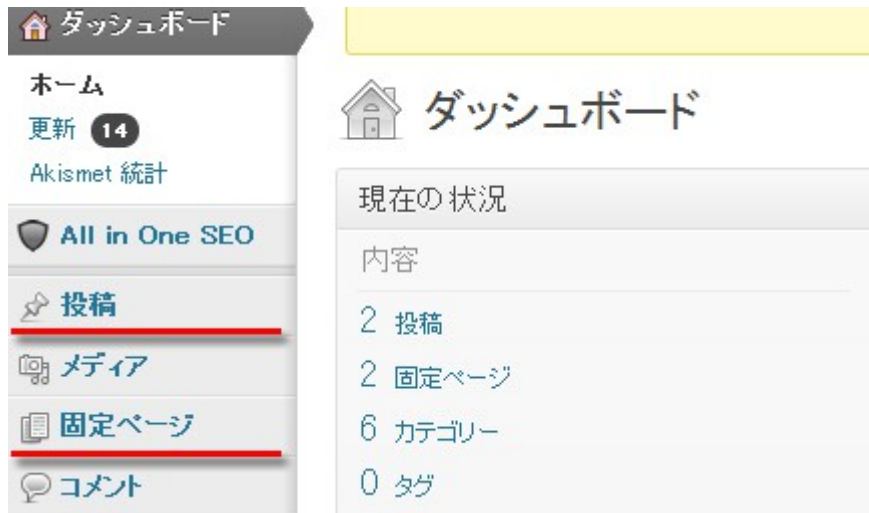 ダッシュボード
ホーム
更新 14
Akismet 統計
All in One SEO
投稿
メディア
固定ページ
コメント
ダッシュボード
現在の状況
内容
2 投稿
2 固定ページ
6 カテゴリー
0 タグ